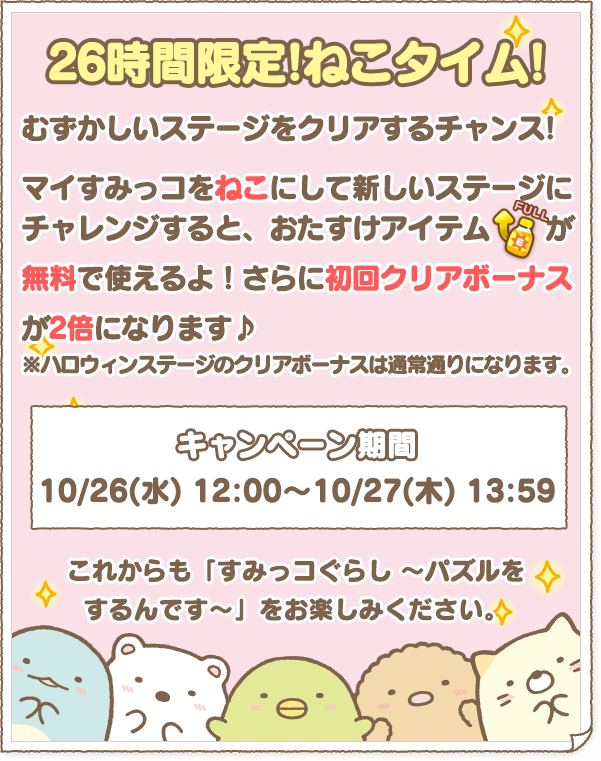 26時間限定!ねこタイム!
むずかしいステージをクリアするチャンス!
マイすみっコをねこにして新しいステージに
チャレンジすると、おたすけアイテム FULL が
無料で使えるよ！さらに初回クリアボーナス
が2倍になります♪
※ハロウィンステージのクリアボーナスは通常通りになります。
キャンペーン期間
10/26(水) 12:00～10/27(木) 13:59
これからも「すみっコぐらし ～パズルを
するんです～」をお楽しみください。